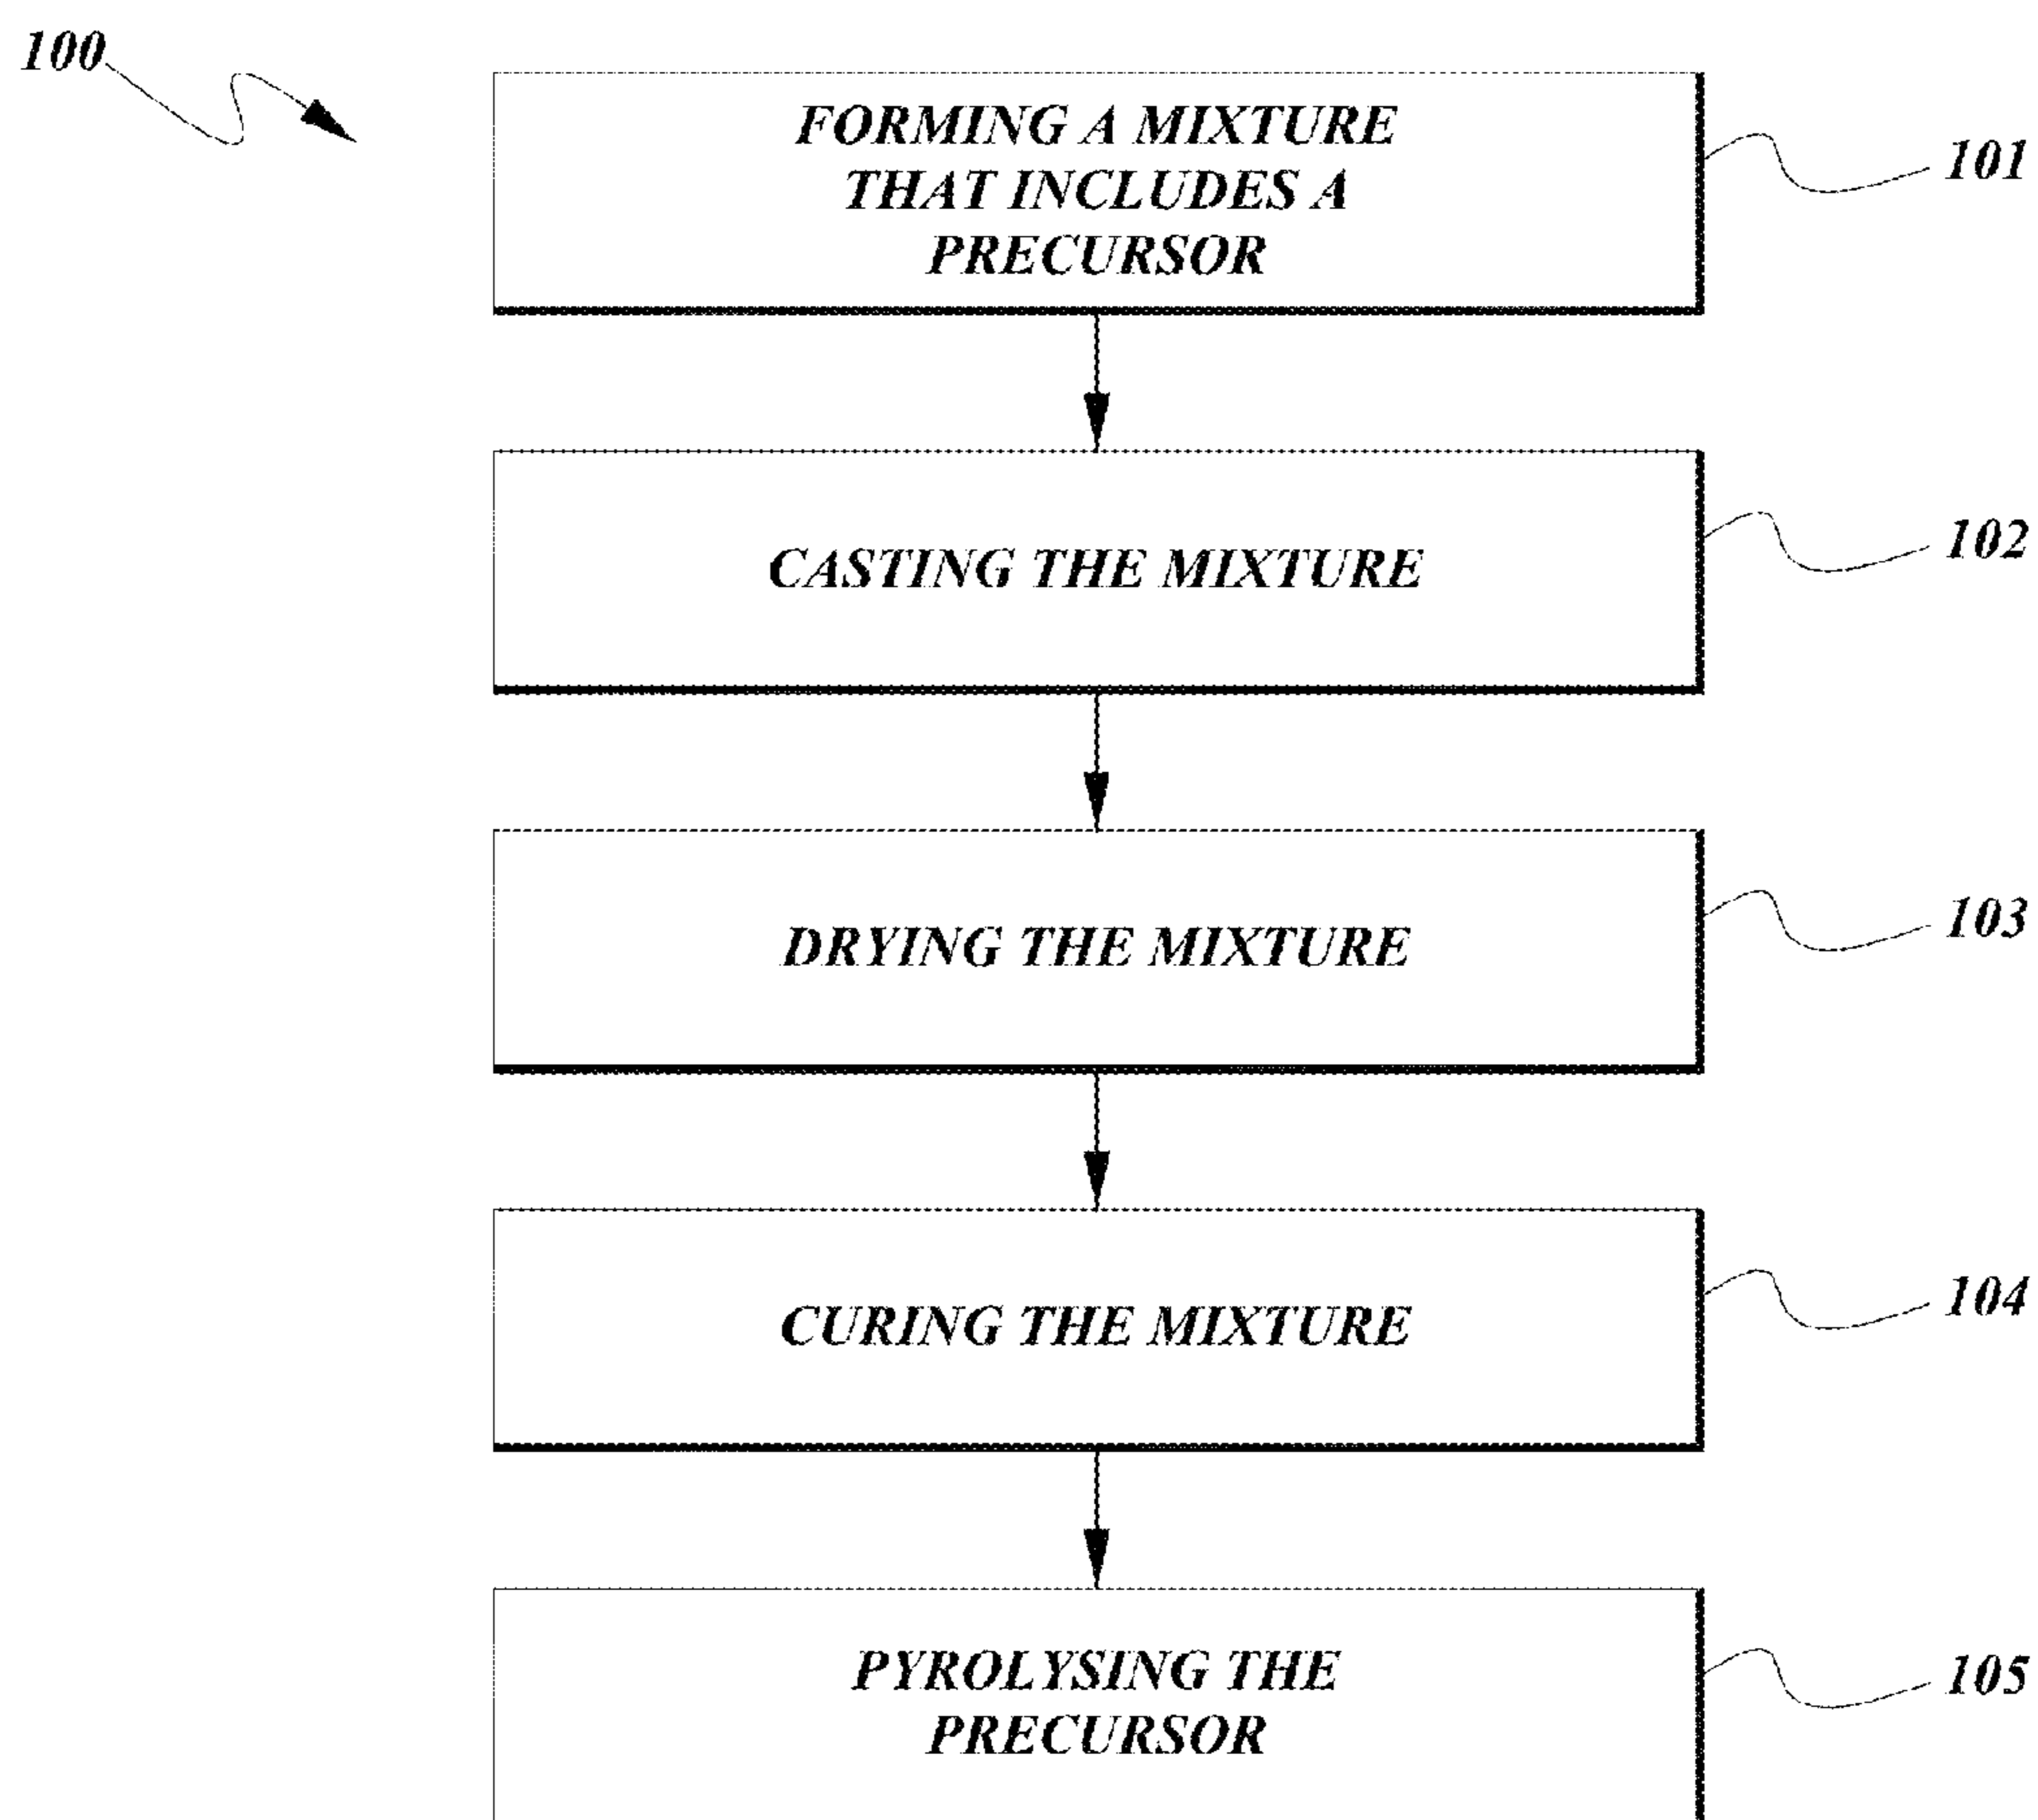 100
FORMING A MIXTURE
THAT INCLUDES A
PRECURSOR
101
CASTING THE MIXTURE
102
DRYING THE MIXTURE
103
CURING THE MIXTURE
104
PYROLYSING THE
PRECURSOR
105